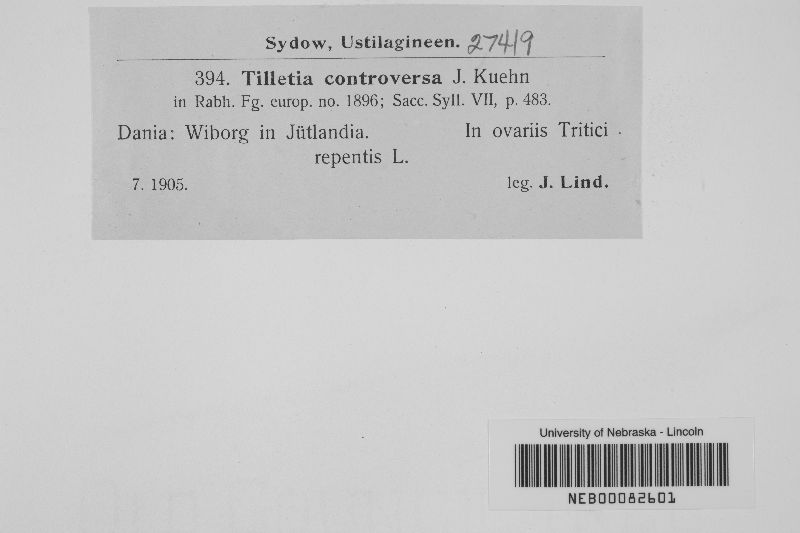 Sydow, Ustilagineen. 27419
394. Tilletia controversa J. Kuehn
in Rabh. Fg. europ. no. 1896; Sacc. Syll. VII, p. 483.
Dania: Wiborg in Jütlandia. In ovariis Tritici
repentis L.
7. 1905. leg. J. Lind.
University of Nebraska - Lincoln
NEB00082601